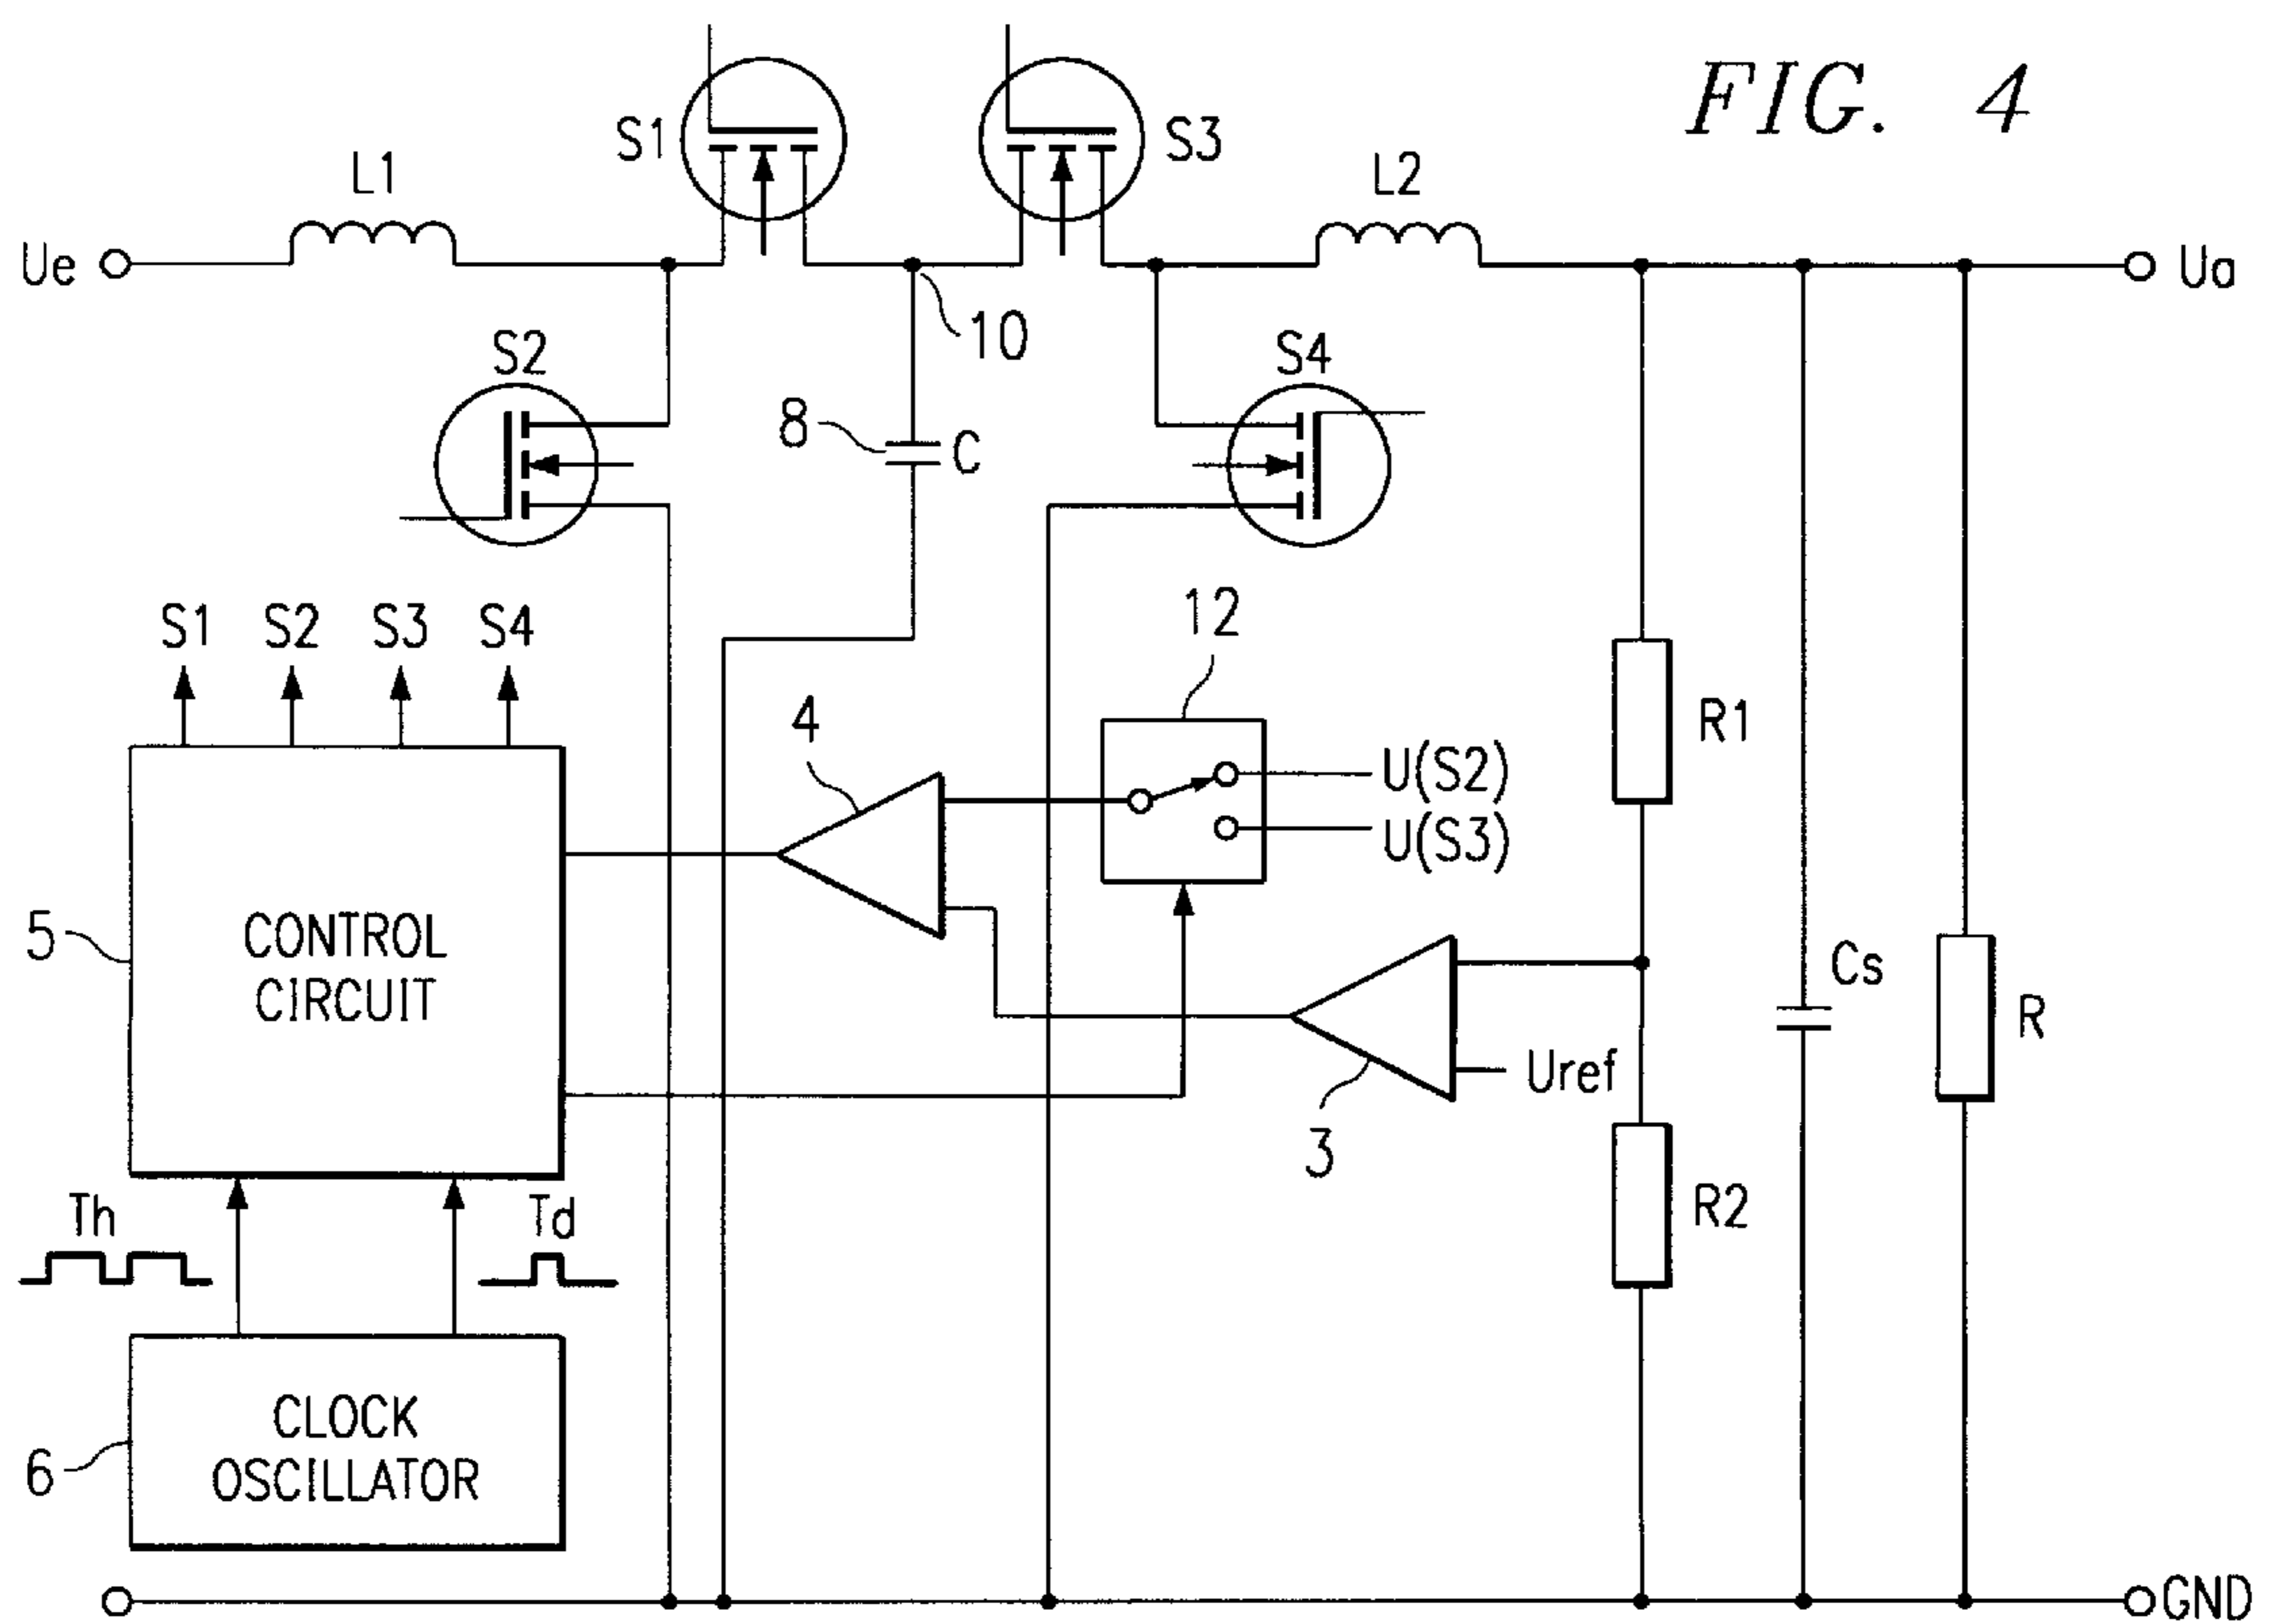 FIG. 4
S1
S3
L1
L2
Ue
Ua
10
S2
S4
8
C
S1 S2 S3 S4
12
4
R1
U(S2)
U(S3)
5
CONTROL
CIRCUIT
Cs
R
Uref
3
Th
Td
R2
CLOCK
OSCILLATOR
6
GND